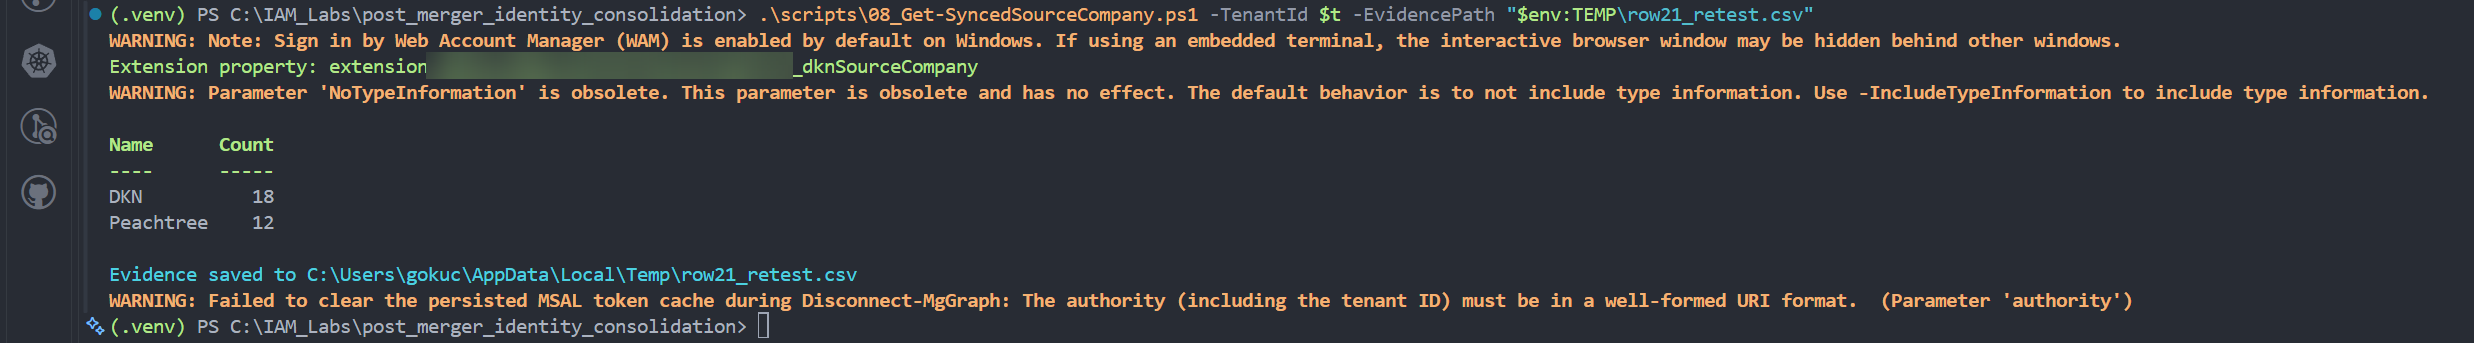 (.venv) PS C:\IAM_Labs\post_merger_identity_consolidation> .\scripts\08_Get-SyncedSourceCompany.ps1 -TenantId $t -EvidencePath "$env:TEMP\row21_retest.csv"
WARNING: Note: Sign in by Web Account Manager (WAM) is enabled by default on Windows. If using an embedded terminal, the interactive browser window may be hidden behind other windows.
Extension property: extension _dknSourceCompany
WARNING: Parameter 'NoTypeInformation' is obsolete. This parameter is obsolete and has no effect. The default behavior is to not include type information. Use -IncludeTypeInformation to include type information.
Name      Count
----      -----
DKN          18
Peachtree    12
Evidence saved to C:\Users\gokuc\AppData\Local\Temp\row21_retest.csv
WARNING: Failed to clear the persisted MSAL token cache during Disconnect-MgGraph: The authority (including the tenant ID) must be in a well-formed URI format.  (Parameter 'authority')
(.venv) PS C:\IAM_Labs\post_merger_identity_consolidation>